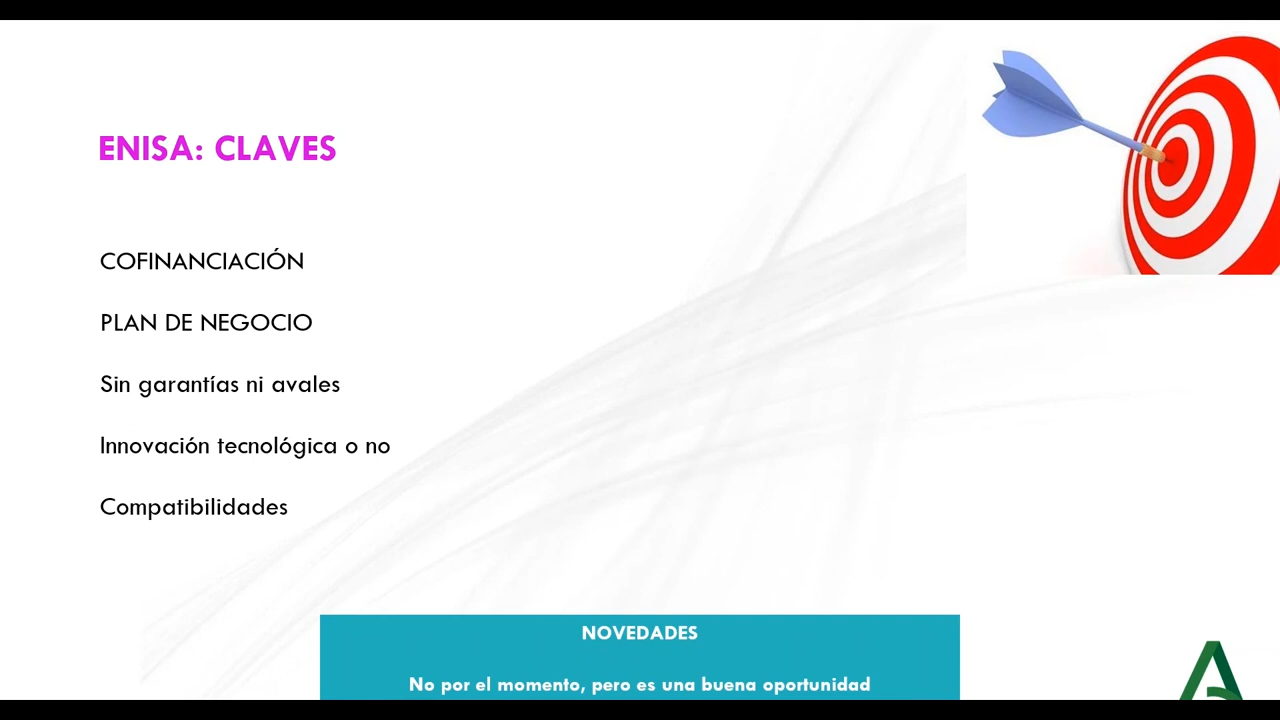 ENISA: CLAVES
COFINANCIACIÓN
PLAN DE NEGOCIO
Sin garantías ni avales
Innovación tecnológica o no
Compatibilidades
NOVEDADES
No por el momento, pero es una buena oportunidad